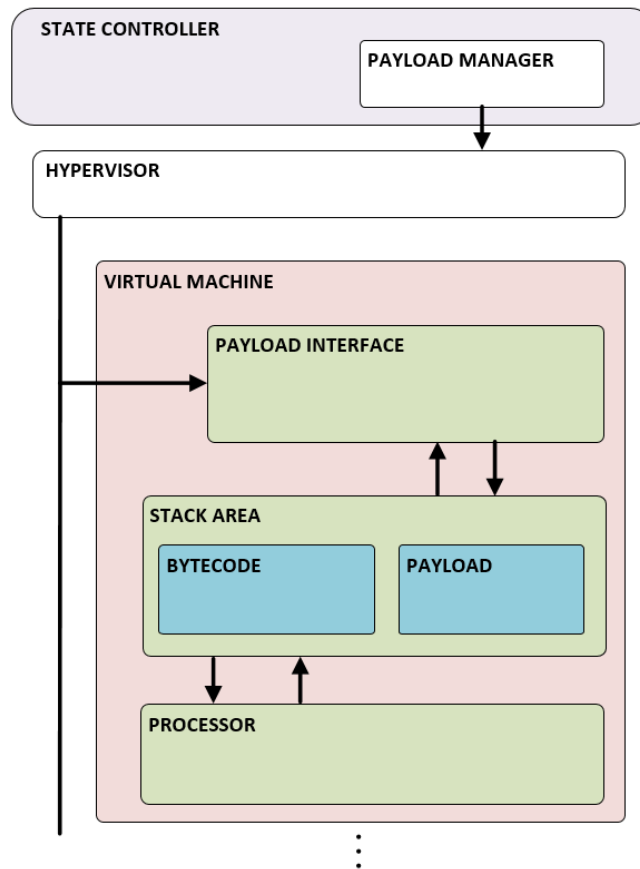 STATE CONTROLLER
PAYLOAD MANAGER
HYPERVISOR
VIRTUAL MACHINE
PAYLOAD INTERFACE
STACK AREA
BYTECODE
PAYLOAD
PROCESSOR